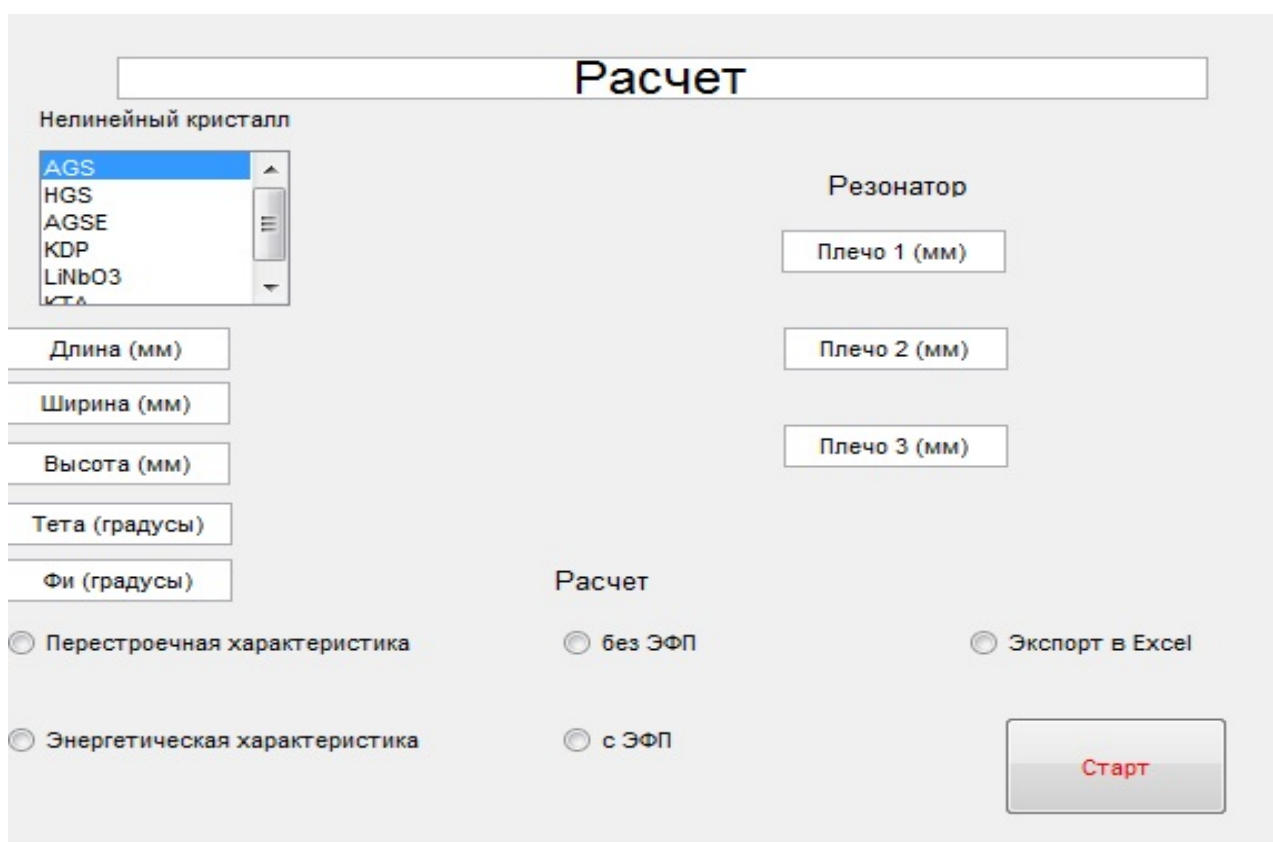 Расчет
Нелинейный кристалл
AGS
HGS
AGSE
KDP
LiNbO3
KTA
Длина (мм)
Ширина (мм)
Высота (мм)
Тета (градусы)
Фи (градусы)
Резонатор
Плечо 1 (мм)
Плечо 2 (мм)
Плечо 3 (мм)
Расчет
Перестроечная характеристика
без ЭФП
Экспорт в Excel
Энергетическая характеристика
с ЭФП
Старт